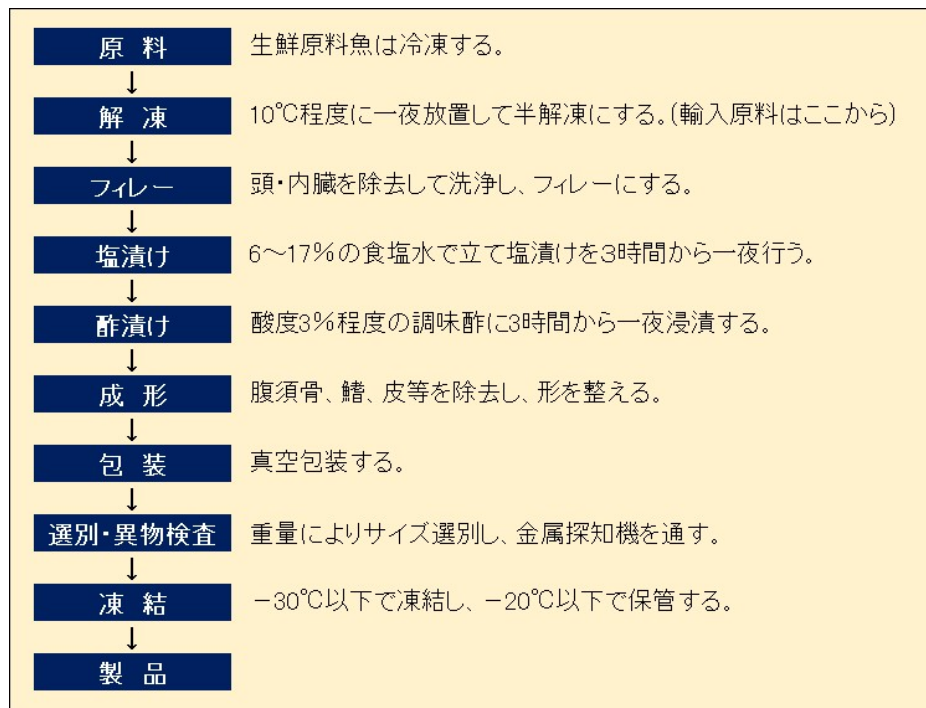 原 料 生鮮原料魚は冷凍する。
↓
解 凍 10℃程度に一夜放置して半解凍にする。(輸入原料はここから)
↓
フィレー 頭・内臓を除去して洗浄し、フィレーにする。
↓
塩漬け 6～17％の食塩水で立て塩漬けを3時間から一夜行う。
↓
酢漬け 酸度3％程度の調味酢に3時間から一夜浸漬する。
↓
成 形 腹須骨、鰭、皮等を除去し、形を整える。
↓
包 装 真空包装する。
↓
選別・異物検査 重量によりサイズ選別し、金属探知機を通す。
↓
凍 結 －30℃以下で凍結し、－20℃以下で保管する。
↓
製 品